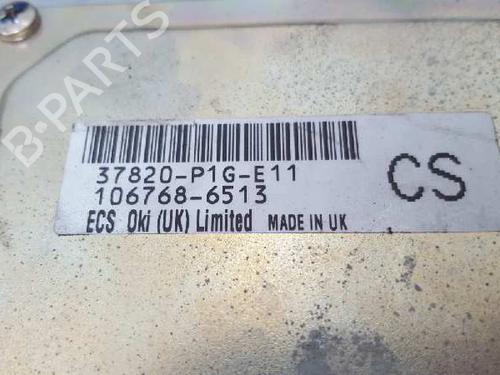 B-PARTS
37820-P1G-E11
106768-6513
ECS Oki (UK) Limited MADE IN UK
CS